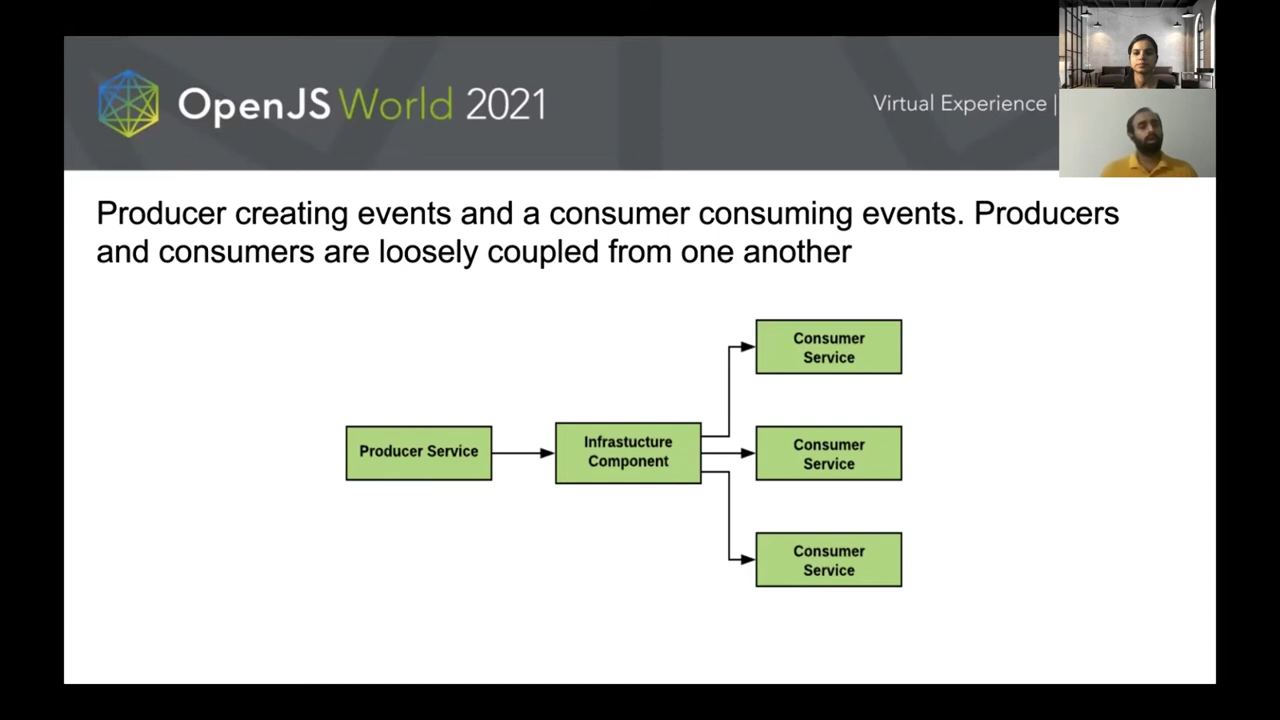 OpenJS World 2021
Virtual Experience |
Producer creating events and a consumer consuming events. Producers
and consumers are loosely coupled from one another
Consumer
Service
Producer Service
Infrastucture
Component
Consumer
Service
Consumer
Service